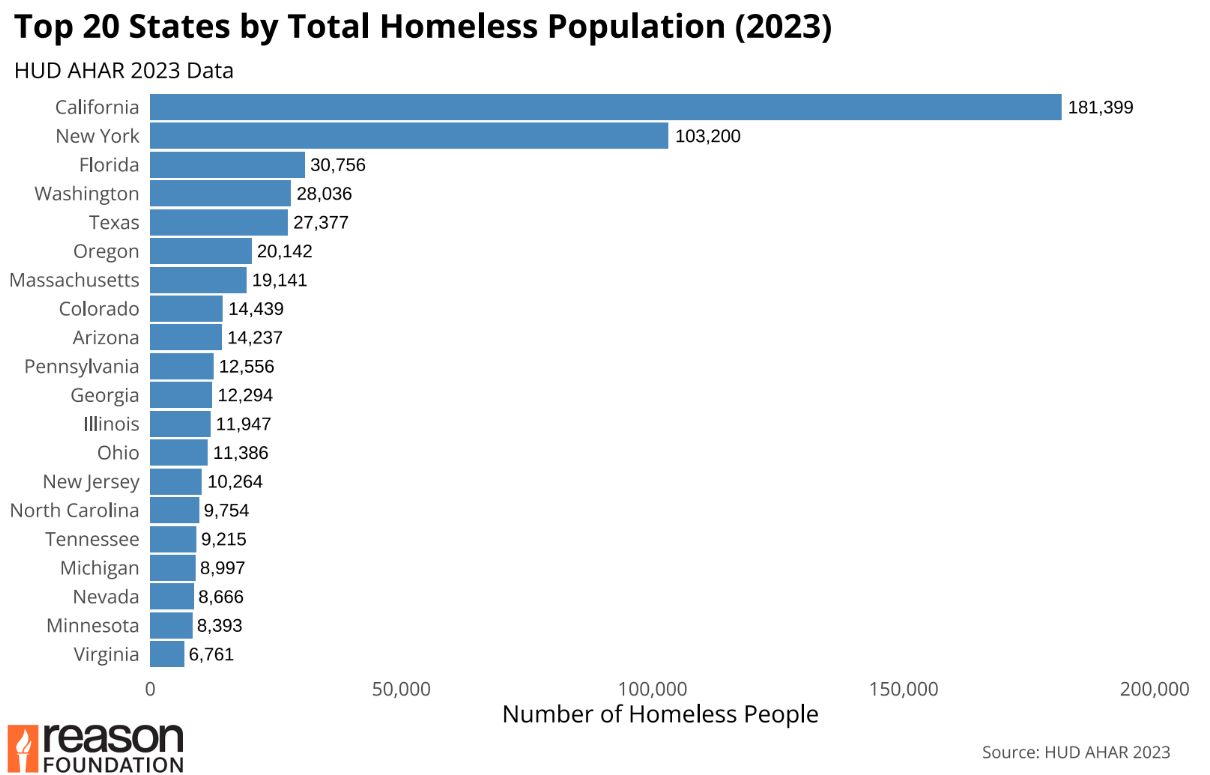 Top 20 States by Total Homeless Population (2023)
HUD AHAR 2023 Data
California 181,399
New York 103,200
Florida 30,756
Washington 28,036
Texas 27,377
Oregon 20,142
Massachusetts 19,141
Colorado 14,439
Arizona 14,237
Pennsylvania 12,556
Georgia 12,294
Illinois 11,947
Ohio 11,386
New Jersey 10,264
North Carolina 9,754
Tennessee 9,215
Michigan 8,997
Nevada 8,666
Minnesota 8,393
Virginia 6,761
0 50,000 100,000 150,000 200,000
Number of Homeless People
reason
FOUNDATION
Source: HUD AHAR 2023